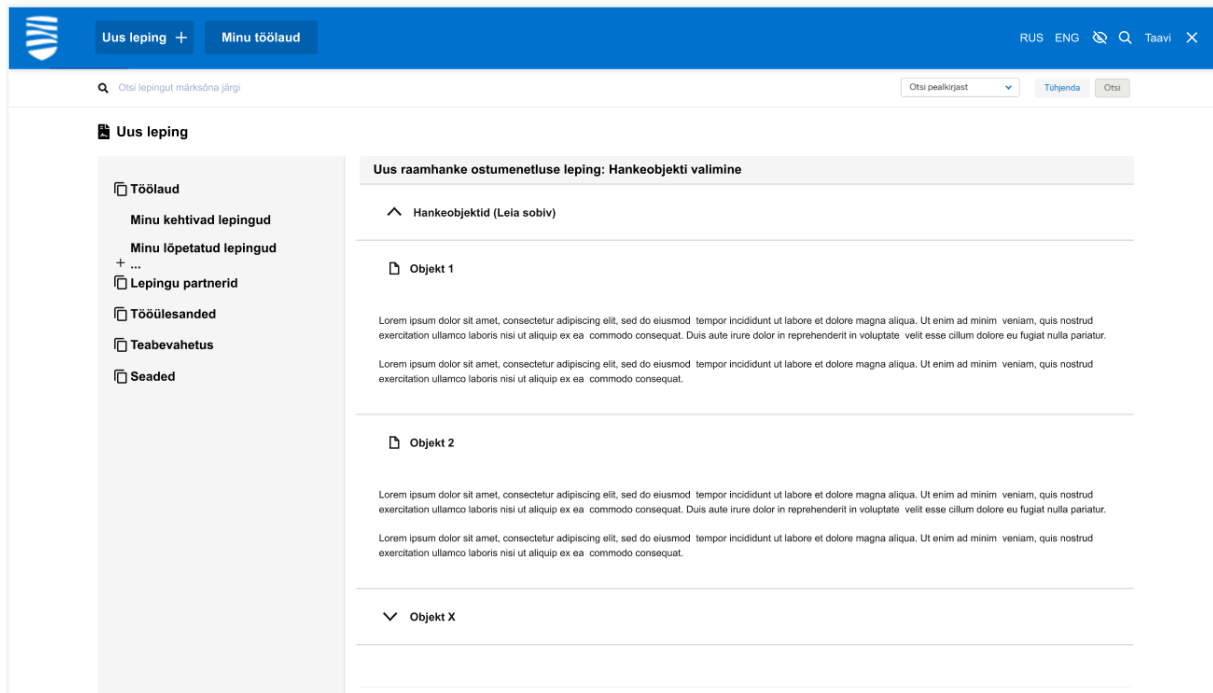 Uus leping +
Minu töölaud
RUS ENG
Taavi
Otsi lepingut märksõna järgi
Otsi pealkirjast
Tühjenda
Otsi
Uus leping
Töölaud
Minu kehtivad lepingud
Minu lõpetatud lepingud
+ ...
Lepingu partnerid
Tööülesanded
Teabevahetus
Seaded
Uus raamhanke ostumenetluse leping: Hankeobjekti valimine
Hankeobjektid (Leia sobiv)
Objekt 1
Lorem ipsum dolor sit amet, consectetur adipiscing elit, sed do eiusmod tempor incididunt ut labore et dolore magna aliqua. Ut enim ad minim veniam, quis nostrud
exercitation ullamco laboris nisi ut aliquip ex ea commodo consequat. Duis aute irure dolor in reprehenderit in voluptate velit esse cillum dolore eu fugiat nulla pariatur.
Lorem ipsum dolor sit amet, consectetur adipiscing elit, sed do eiusmod tempor incididunt ut labore et dolore magna aliqua. Ut enim ad minim veniam, quis nostrud
exercitation ullamco laboris nisi ut aliquip ex ea commodo consequat.
Objekt 2
Lorem ipsum dolor sit amet, consectetur adipiscing elit, sed do eiusmod tempor incididunt ut labore et dolore magna aliqua. Ut enim ad minim veniam, quis nostrud
exercitation ullamco laboris nisi ut aliquip ex ea commodo consequat. Duis aute irure dolor in reprehenderit in voluptate velit esse cillum dolore eu fugiat nulla pariatur.
Lorem ipsum dolor sit amet, consectetur adipiscing elit, sed do eiusmod tempor incididunt ut labore et dolore magna aliqua. Ut enim ad minim veniam, quis nostrud
exercitation ullamco laboris nisi ut aliquip ex ea commodo consequat.
Objekt X